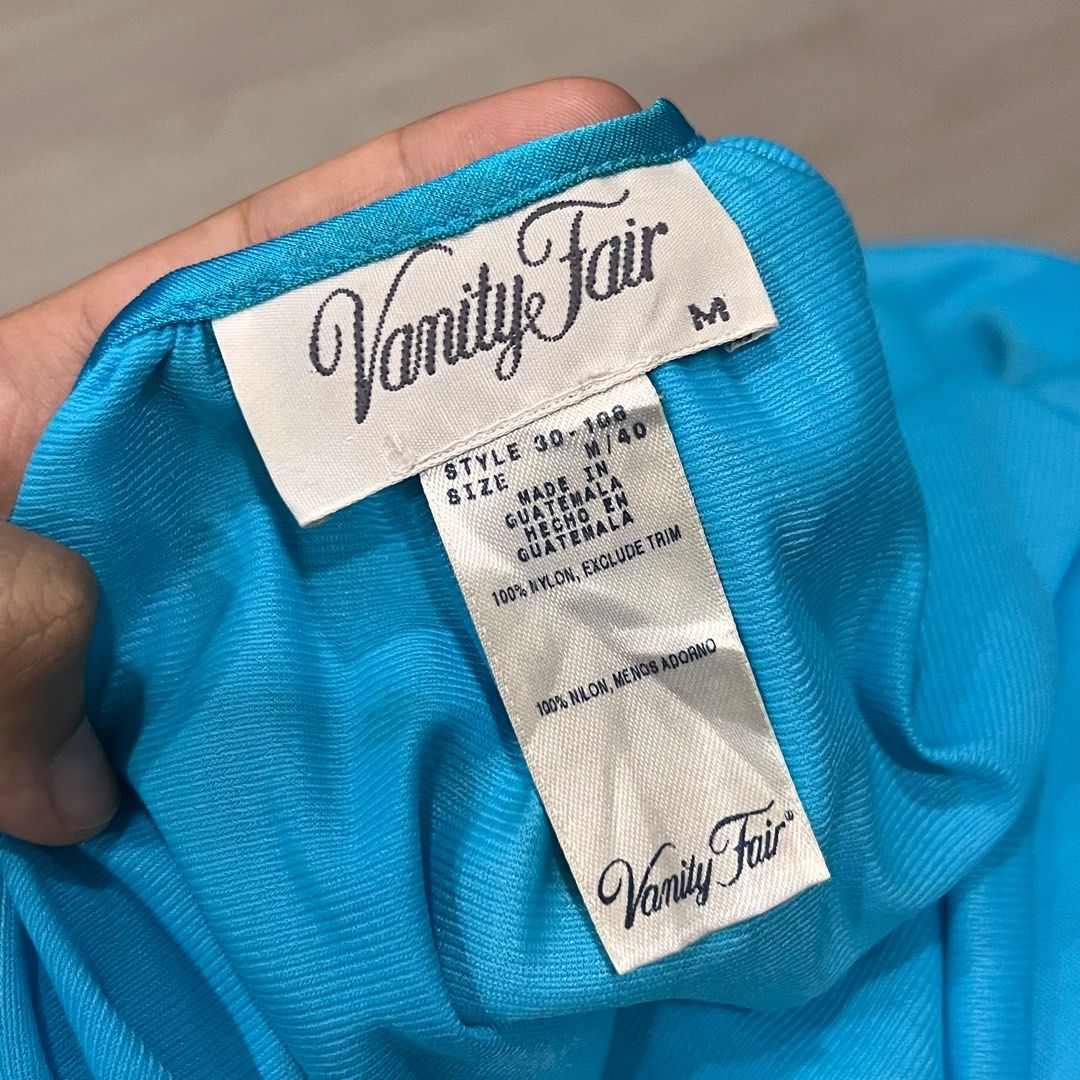 Vanity Fair
M
STYLE 30-108
SIZE M/40
MADE IN
GUATEMALA
HECHO EN
GUATEMALA
100% NYLON, EXCLUDE TRIM
100% NILON, MENOS ADORNO
Vanity Fair®